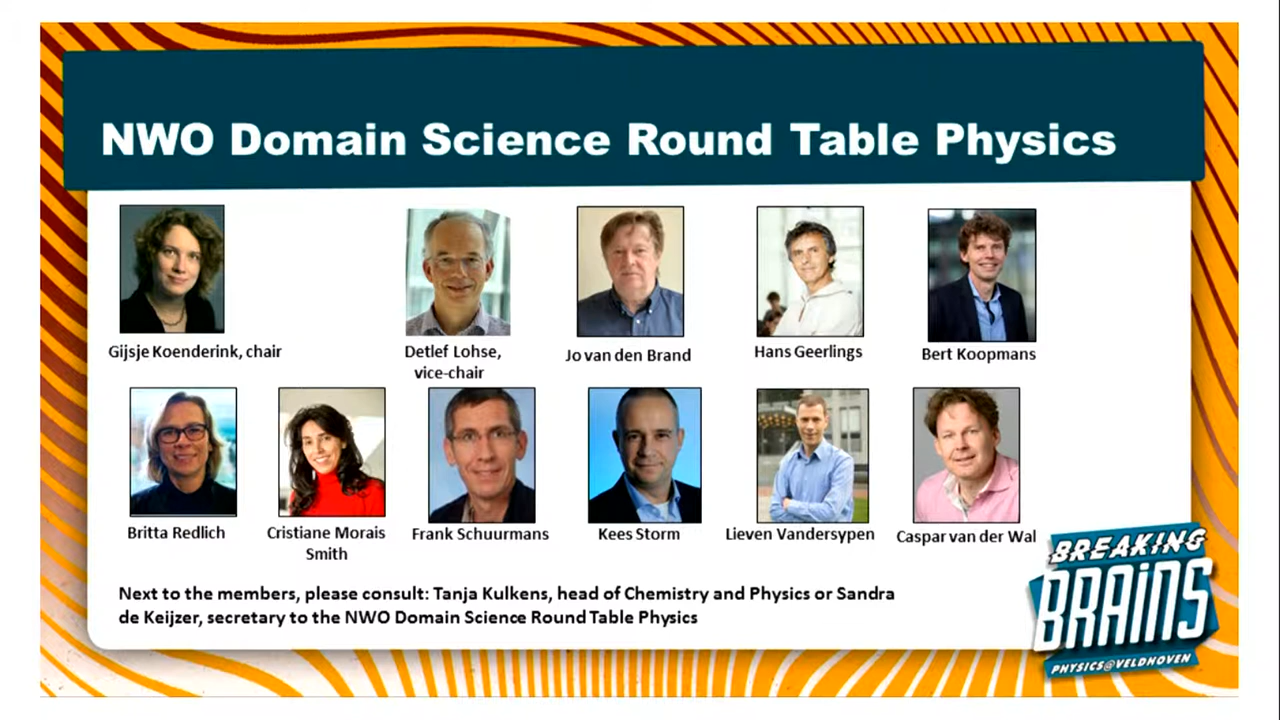 NWO Domain Science Round Table Physics
Gijsje Koenderink, chair
Detlef Lohse,
vice-chair
Jo van den Brand
Hans Geerlings
Bert Koopmans
Britta Redlich
Cristiane Morais
Smith
Frank Schuurmans
Kees Storm
Lieven Vandersypen
Caspar van der Wal
Next to the members, please consult: Tanja Kulkens, head of Chemistry and Physics or Sandra
de Keijzer, secretary to the NWO Domain Science Round Table Physics
BREAKING
BRAINS
PHYSICS@VELDHOVEN